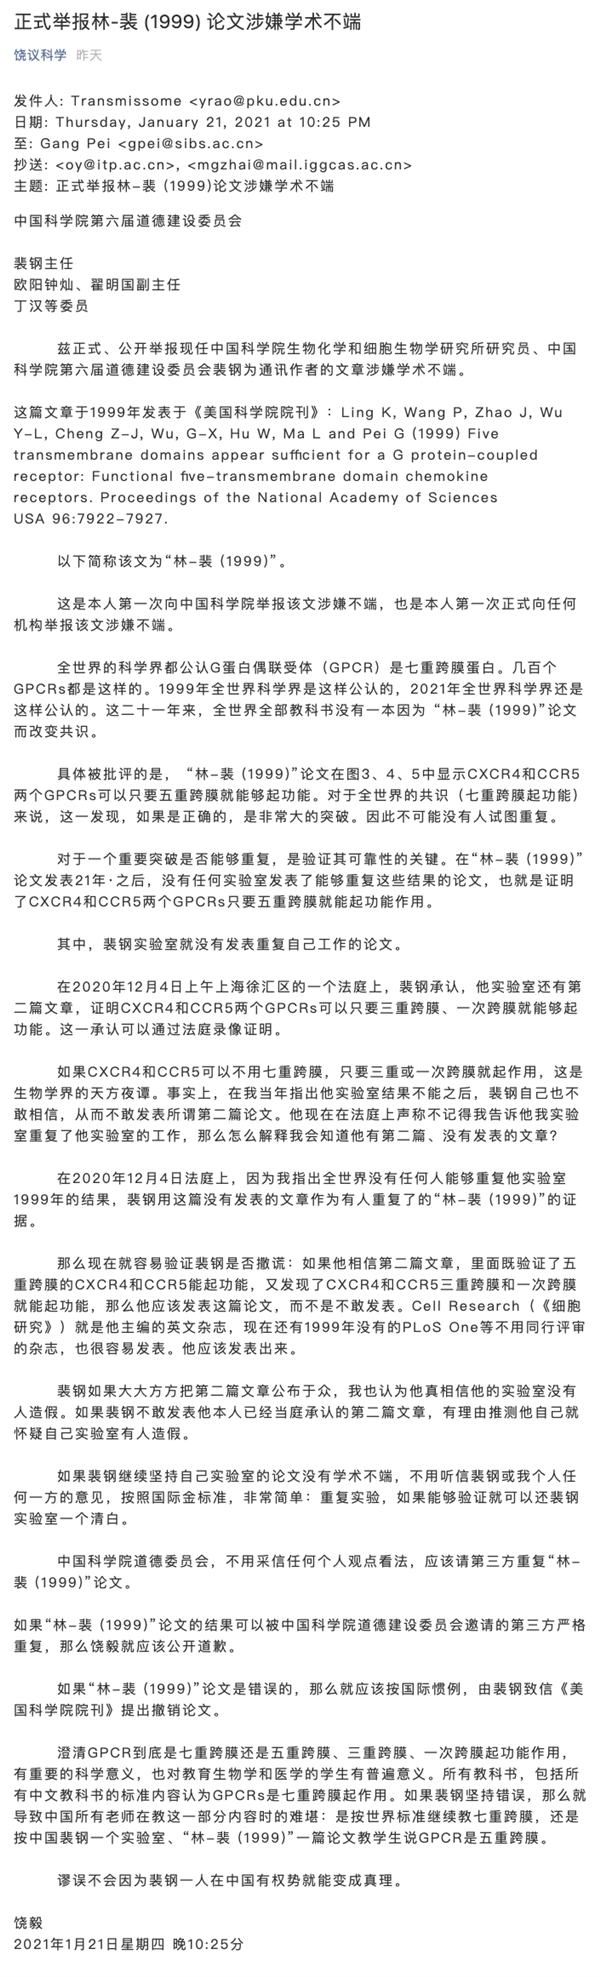 正式举报林-裴 (1999) 论文涉嫌学术不端
饶议科学 昨天
发件人: Transmissome <yrao@pku.edu.cn>
日期: Thursday, January 21, 2021 at 10:25 PM
至: Gang Pei <gpei@sibs.ac.cn>
抄送: <oy@itp.ac.cn>, <mgzhai@mail.iggcas.ac.cn>
主题: 正式举报林-裴 (1999)论文涉嫌学术不端
中国科学院第六届道德建设委员会
裴钢主任
欧阳钟灿、翟明国副主任
丁汉等委员
兹正式、公开举报现任中国科学院生物化学和细胞生物学研究所研究员、中国
科学院第六届道德建设委员会裴钢为通讯作者的文章涉嫌学术不端。
这篇文章于1999年发表于《美国科学院院刊》：Ling K, Wang P, Zhao J, Wu
Y-L, Cheng Z-J, Wu, G-X, Hu W, Ma L and Pei G (1999) Five
transmembrane domains appear sufficient for a G protein-coupled
receptor: Functional five-transmembrane domain chemokine
receptors. Proceedings of the National Academy of Sciences
USA 96:7922-7927.
以下简称该文为“林-裴 (1999)”。
这是本人第一次向中国科学院举报该文涉嫌不端，也是本人第一次正式向任何
机构举报该文涉嫌不端。
全世界的科学界都公认G蛋白偶联受体（GPCR）是七重跨膜蛋白。几百个
GPCRs都是这样的。1999年全世界科学界是这样公认的，2021年全世界科学界还是
这样公认的。这二十一年来，全世界全部教科书没有一本因为 “林-裴 (1999)”论文
而改变共识。
具体被批评的是， “林-裴 (1999)”论文在图3、4、5中显示CXCR4和CCR5
两个GPCRs可以只要五重跨膜就能够起功能。对于全世界的共识（七重跨膜起功能）
来说，这一发现，如果是正确的，是非常大的突破。因此不可能没有人试图重复。
对于一个重要突破是否能够重复，是验证其可靠性的关键。在“林-裴 (1999)”
论文发表21年·之后，没有任何实验室发表了能够重复这些结果的论文，也就是证明
了CXCR4和CCR5两个GPCRs只要五重跨膜就能起功能作用。
其中，裴钢实验室就没有发表重复自己工作的论文。
在2020年12月4日上午上海徐汇区的一个法庭上，裴钢承认，他实验室还有第
二篇文章，证明CXCR4和CCR5两个GPCRs可以只要三重跨膜、一次跨膜就能够起
功能。这一承认可以通过法庭录像证明。
如果CXCR4和CCR5可以不用七重跨膜，只要三重或一次跨膜就起作用，这是
生物学界的天方夜谭。事实上，在我当年指出他实验室结果不能之后，裴钢自己也不
敢相信，从而不敢发表所谓第二篇论文。他现在在法庭上声称不记得我告诉他我实验
室重复了他实验室的工作，那么怎么解释我会知道他有第二篇、没有发表的文章？
在2020年12月4日法庭上，因为我指出全世界没有任何人能够重复他实验室
1999年的结果，裴钢用这篇没有发表的文章作为有人重复了的“林-裴 (1999)”的证
据。
那么现在就容易验证裴钢是否撒谎：如果他相信第二篇文章，里面既验证了五
重跨膜的CXCR4和CCR5能起功能，又发现了CXCR4和CCR5三重跨膜和一次跨膜
就能起功能，那么他应该发表这篇论文，而不是不敢发表。Cell Research（《细胞
研究》）就是他主编的英文杂志，现在还有1999年没有的PLoS One等不用同行评审
的杂志，也很容易发表。他应该发表出来。
裴钢如果大大方方把第二篇文章公布于众，我也认为他真相信他的实验室没有
人造假。如果裴钢不敢发表他本人已经当庭承认的第二篇文章，有理由推测他自己就
怀疑自己实验室有人造假。
如果裴钢继续坚持自己实验室的论文没有学术不端，不用听信裴钢或我个人任
何一方的意见，按照国际金标准，非常简单：重复实验，如果能够验证就可以还裴钢
实验室一个清白。
中国科学院道德委员会，不用采信任何个人观点看法，应该请第三方重复“林-
裴 (1999)”论文。
如果“林-裴 (1999)”论文的结果可以被中国科学院道德建设委员会邀请的第三方严格
重复，那么饶毅就应该公开道歉。
如果“林-裴 (1999)”论文是错误的，那么就应该按国际惯例，由裴钢致信《美
国科学院院刊》提出撤销论文。
澄清GPCR到底是七重跨膜还是五重跨膜、三重跨膜、一次跨膜起功能作用，
有重要的科学意义，也对教育生物学和医学的学生有普遍意义。所有教科书，包括所
有中文教科书的标准内容认为GPCRs是七重跨膜起作用。如果裴钢坚持错误，那么就
导致中国所有老师在教这一部分内容时的难堪：是按世界标准继续教七重跨膜，还是
按中国裴钢一个实验室、“林-裴 (1999)”一篇论文教学生说GPCR是五重跨膜。
谬误不会因为裴钢一人在中国有权势就能变成真理。
饶毅
2021年1月21日星期四 晚10:25分